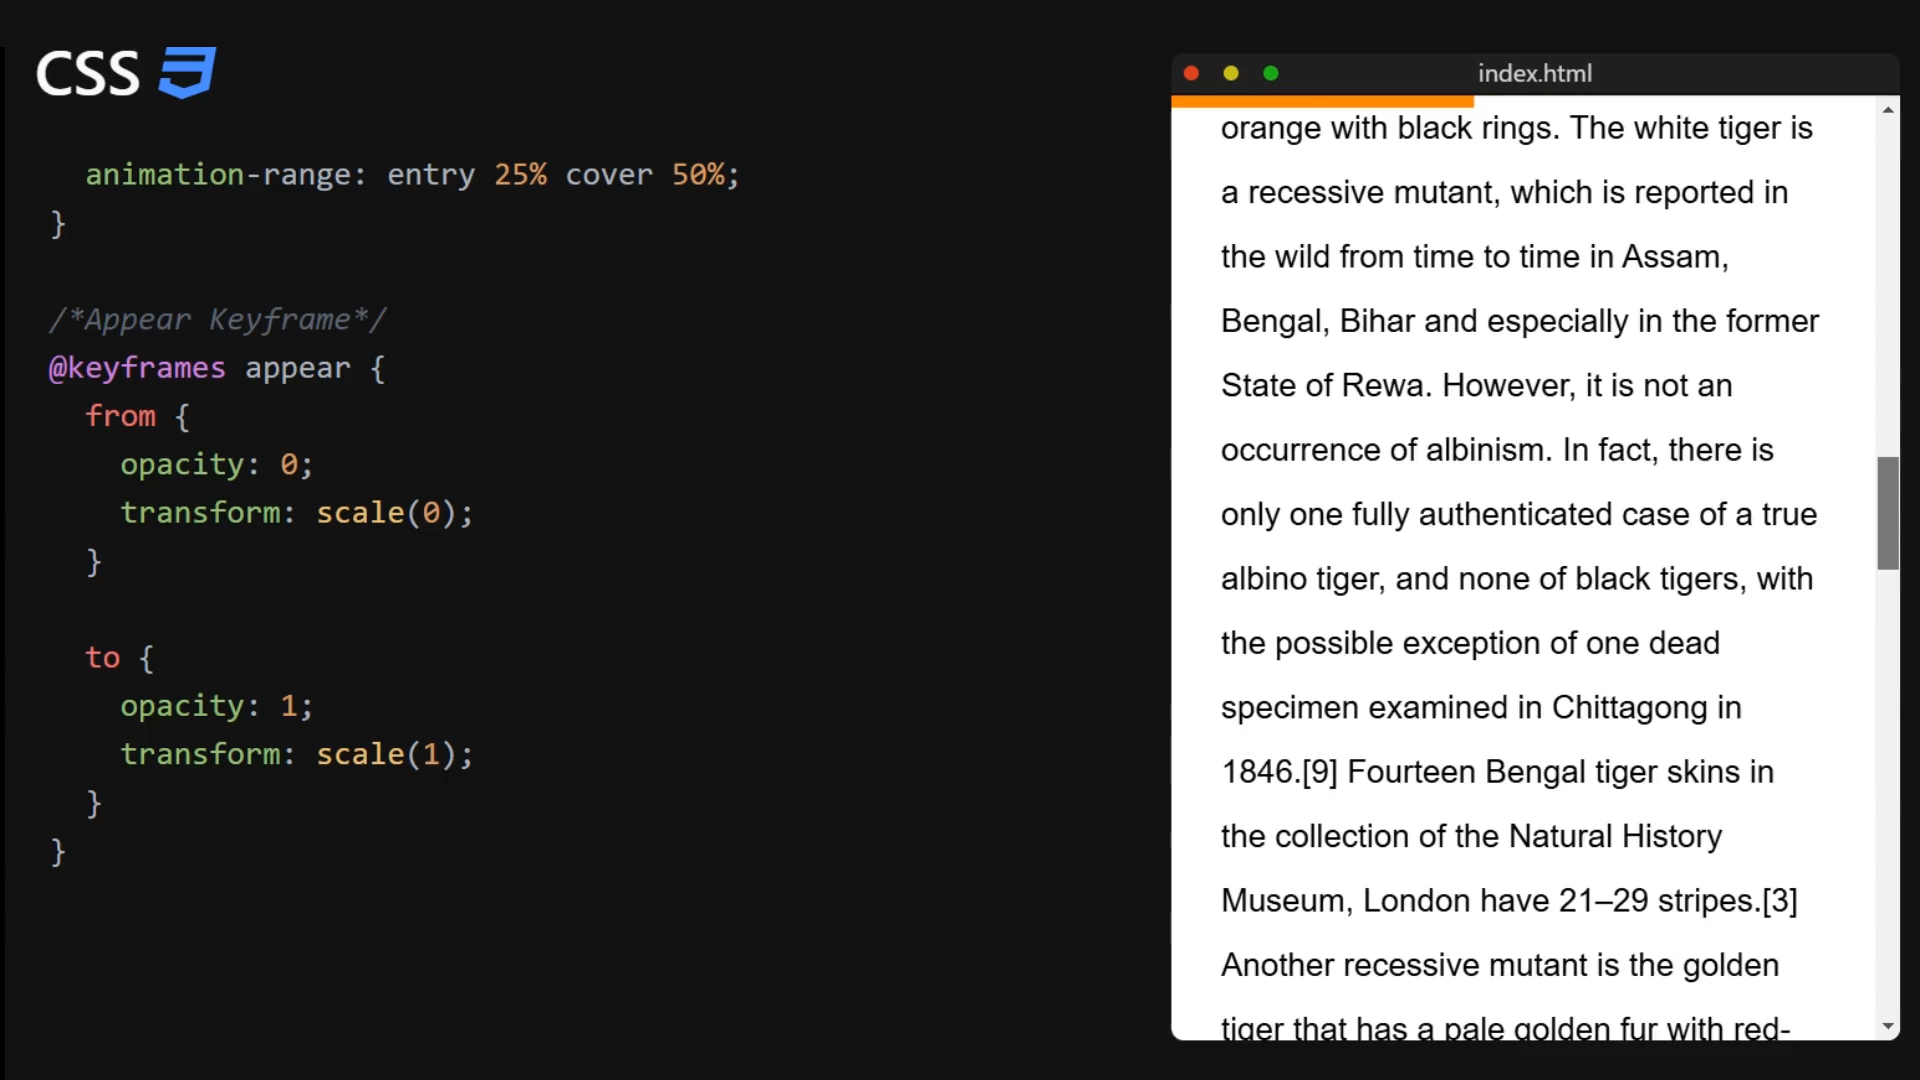 CSS
animation-range: entry 25% cover 50%;
}
/*Appear Keyframe*/
@keyframes appear {
from {
opacity: 0;
transform: scale(0);
}
to {
opacity: 1;
transform: scale(1);
}
}
index.html
orange with black rings. The white tiger is
a recessive mutant, which is reported in
the wild from time to time in Assam,
Bengal, Bihar and especially in the former
State of Rewa. However, it is not an
occurrence of albinism. In fact, there is
only one fully authenticated case of a true
albino tiger, and none of black tigers, with
the possible exception of one dead
specimen examined in Chittagong in
1846.[9] Fourteen Bengal tiger skins in
the collection of the Natural History
Museum, London have 21–29 stripes.[3]
Another recessive mutant is the golden
tiger that has a pale golden fur with red-